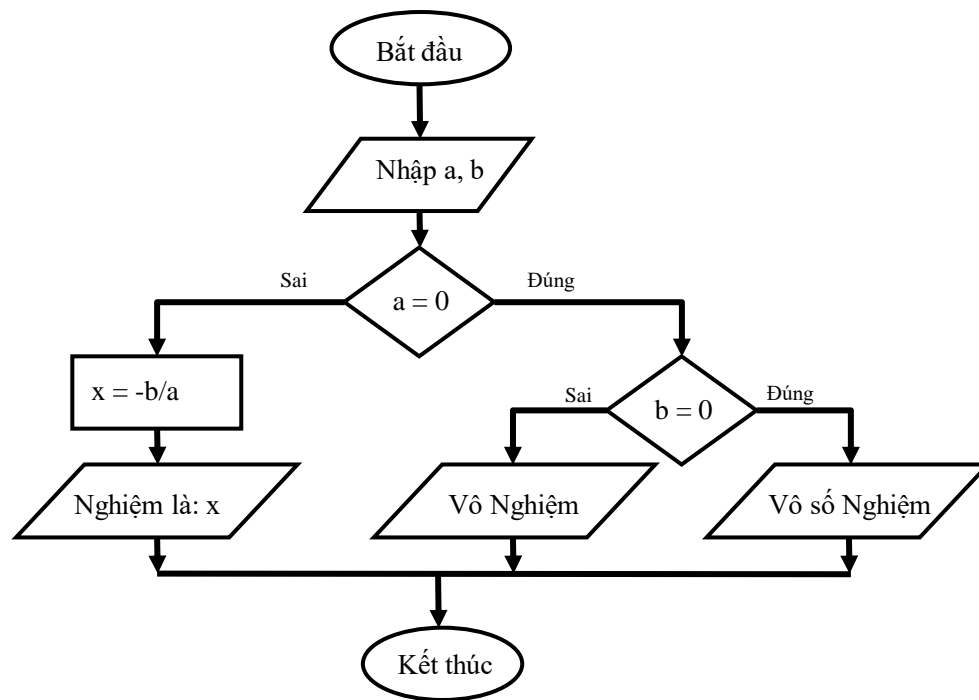 Bắt đầu
Nhập a, b
Sai
Đúng
a = 0
x = -b/a
Sai
Đúng
b = 0
Nghiệm là: x
Vô Nghiệm
Vô số Nghiệm
Kết thúc